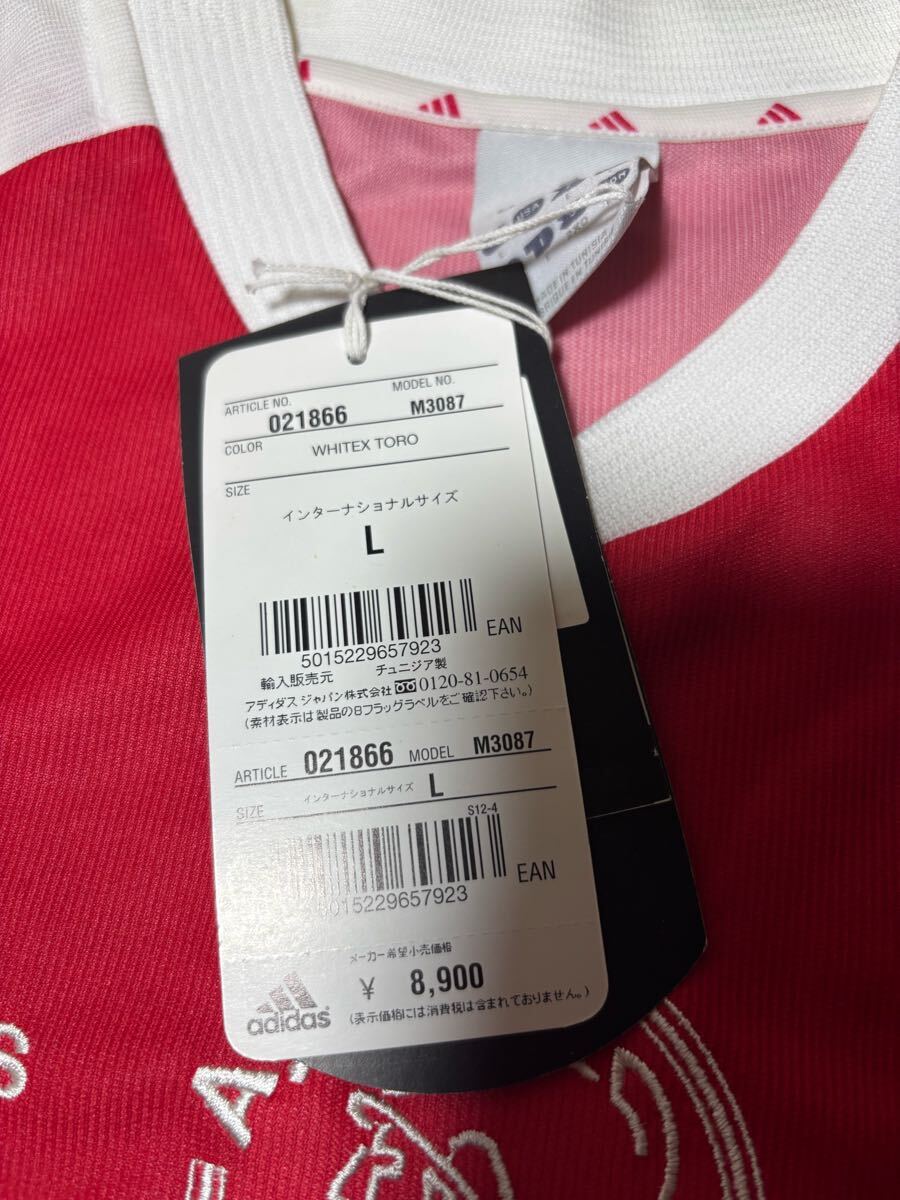 USA
MADE IN TUNISIA
ARTICLE NO. 021866 MODEL NO. M3087
COLOR WHITEX TORO
SIZE
インターナショナルサイズ
L
EAN
5015229657923
輸入販売元 チュニジア製
アディダス ジャパン株式会社 0120-81-0654
(素材表示は製品のBフラッグラベルをご確認下さい。)
ARTICLE 021866 MODEL M3087
SIZE インターナショナルサイズ L
S12-4
EAN
5015229657923
メーカー希望小売価格
¥ 8,900
(表示価格には消費税は含まれておりません。)
adidas